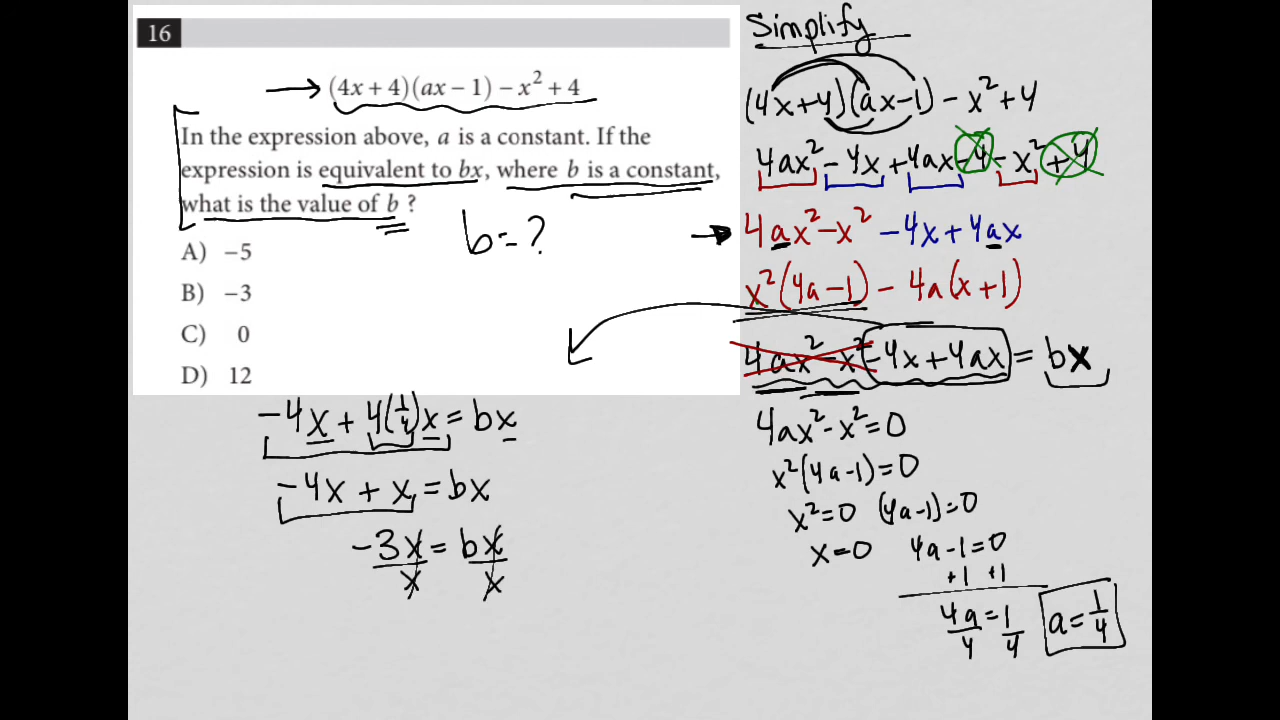 16
→ (4x + 4)(ax − 1) − x² + 4
In the expression above, a is a constant. If the
expression is equivalent to bx, where b is a constant,
what is the value of b ?
b=?
A) −5
B) −3
C) 0
D) 12
−4x + 4(1/4)x = bx
−4x + x = bx
−3x/x = bx/x
Simplify
(4x+4)(ax−1) − x² + 4
4ax² − 4x + 4ax − 4 − x² + 4
→ 4ax² − x² − 4x + 4ax
x²(4a − 1) − 4a(x + 1)
4ax² − x² − 4x + 4ax = bx
4ax² − x² = 0
x²(4a − 1) = 0
x² = 0 (4a − 1) = 0
x = 0 4a − 1 = 0
+1 +1
4a/4 = 1/4 a = 1/4